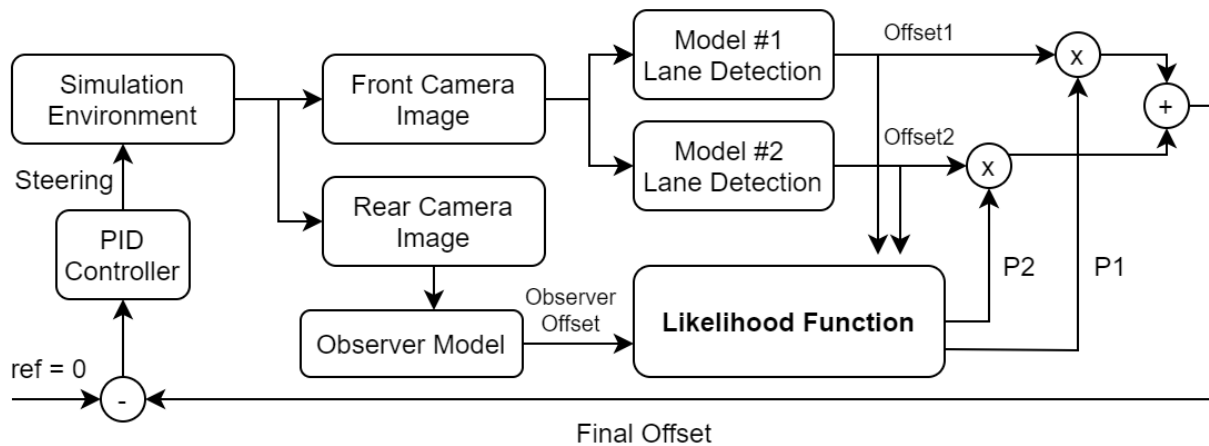 Simulation
Environment
Front Camera
Image
Model #1
Lane Detection
Offset1
x
+
Model #2
Lane Detection
Offset2
x
Steering
Rear Camera
Image
PID
Controller
P2
P1
Observer
Offset
Observer Model
Likelihood Function
ref = 0
-
Final Offset